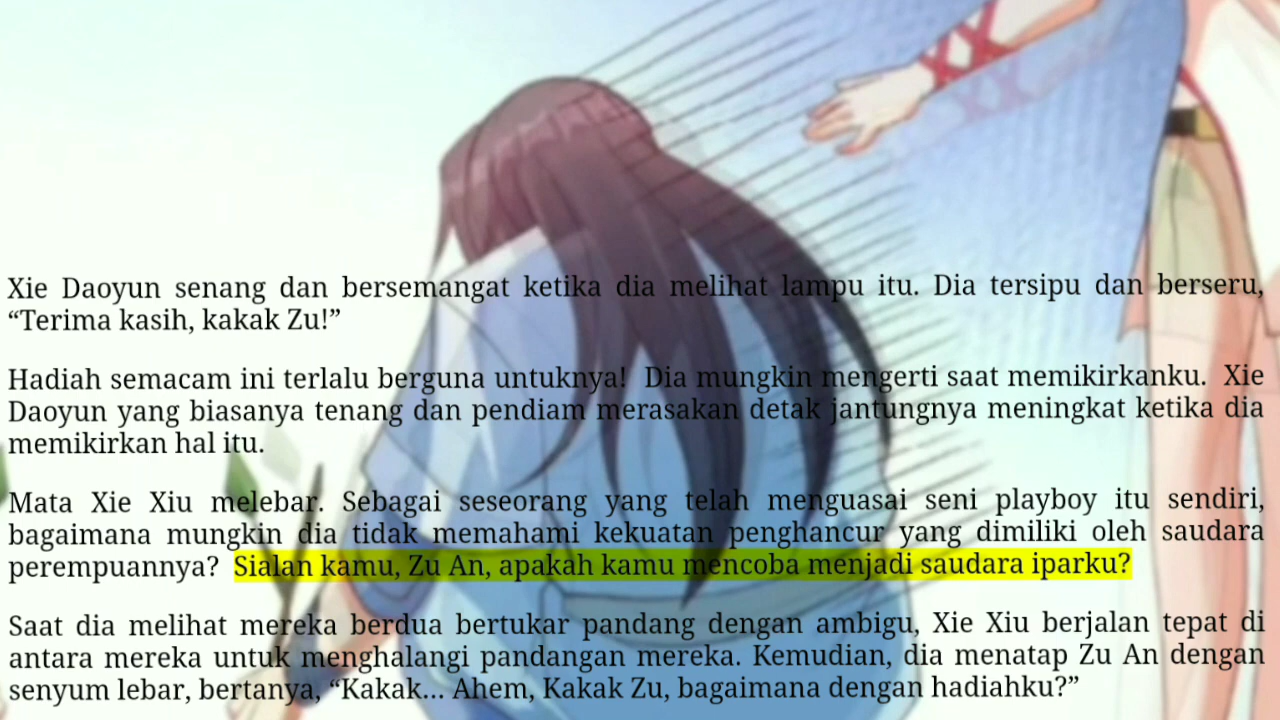 Xie Daoyun senang dan bersemangat ketika dia melihat lampu itu. Dia tersipu dan berseru,
“Terima kasih, kakak Zu!”
Hadiah semacam ini terlalu berguna untuknya! Dia mungkin mengerti saat memikirkanku. Xie
Daoyun yang biasanya tenang dan pendiam merasakan detak jantungnya meningkat ketika dia
memikirkan hal itu.
Mata Xie Xiu melebar. Sebagai seseorang yang telah menguasai seni playboy itu sendiri,
bagaimana mungkin dia tidak memahami kekuatan penghancur yang dimiliki oleh saudara
perempuannya? Sialan kamu, Zu An, apakah kamu mencoba menjadi saudara iparku?
Saat dia melihat mereka berdua bertukar pandang dengan ambigu, Xie Xiu berjalan tepat di
antara mereka untuk menghalangi pandangan mereka. Kemudian, dia menatap Zu An dengan
senyum lebar, bertanya, “Kakak... Ahem, Kakak Zu, bagaimana dengan hadiahku?”